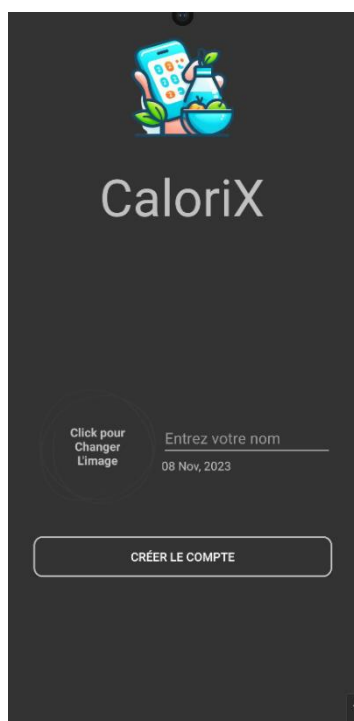 CaloriX
Click pour
Changer
L'image
Entrez votre nom
08 Nov, 2023
CRÉER LE COMPTE